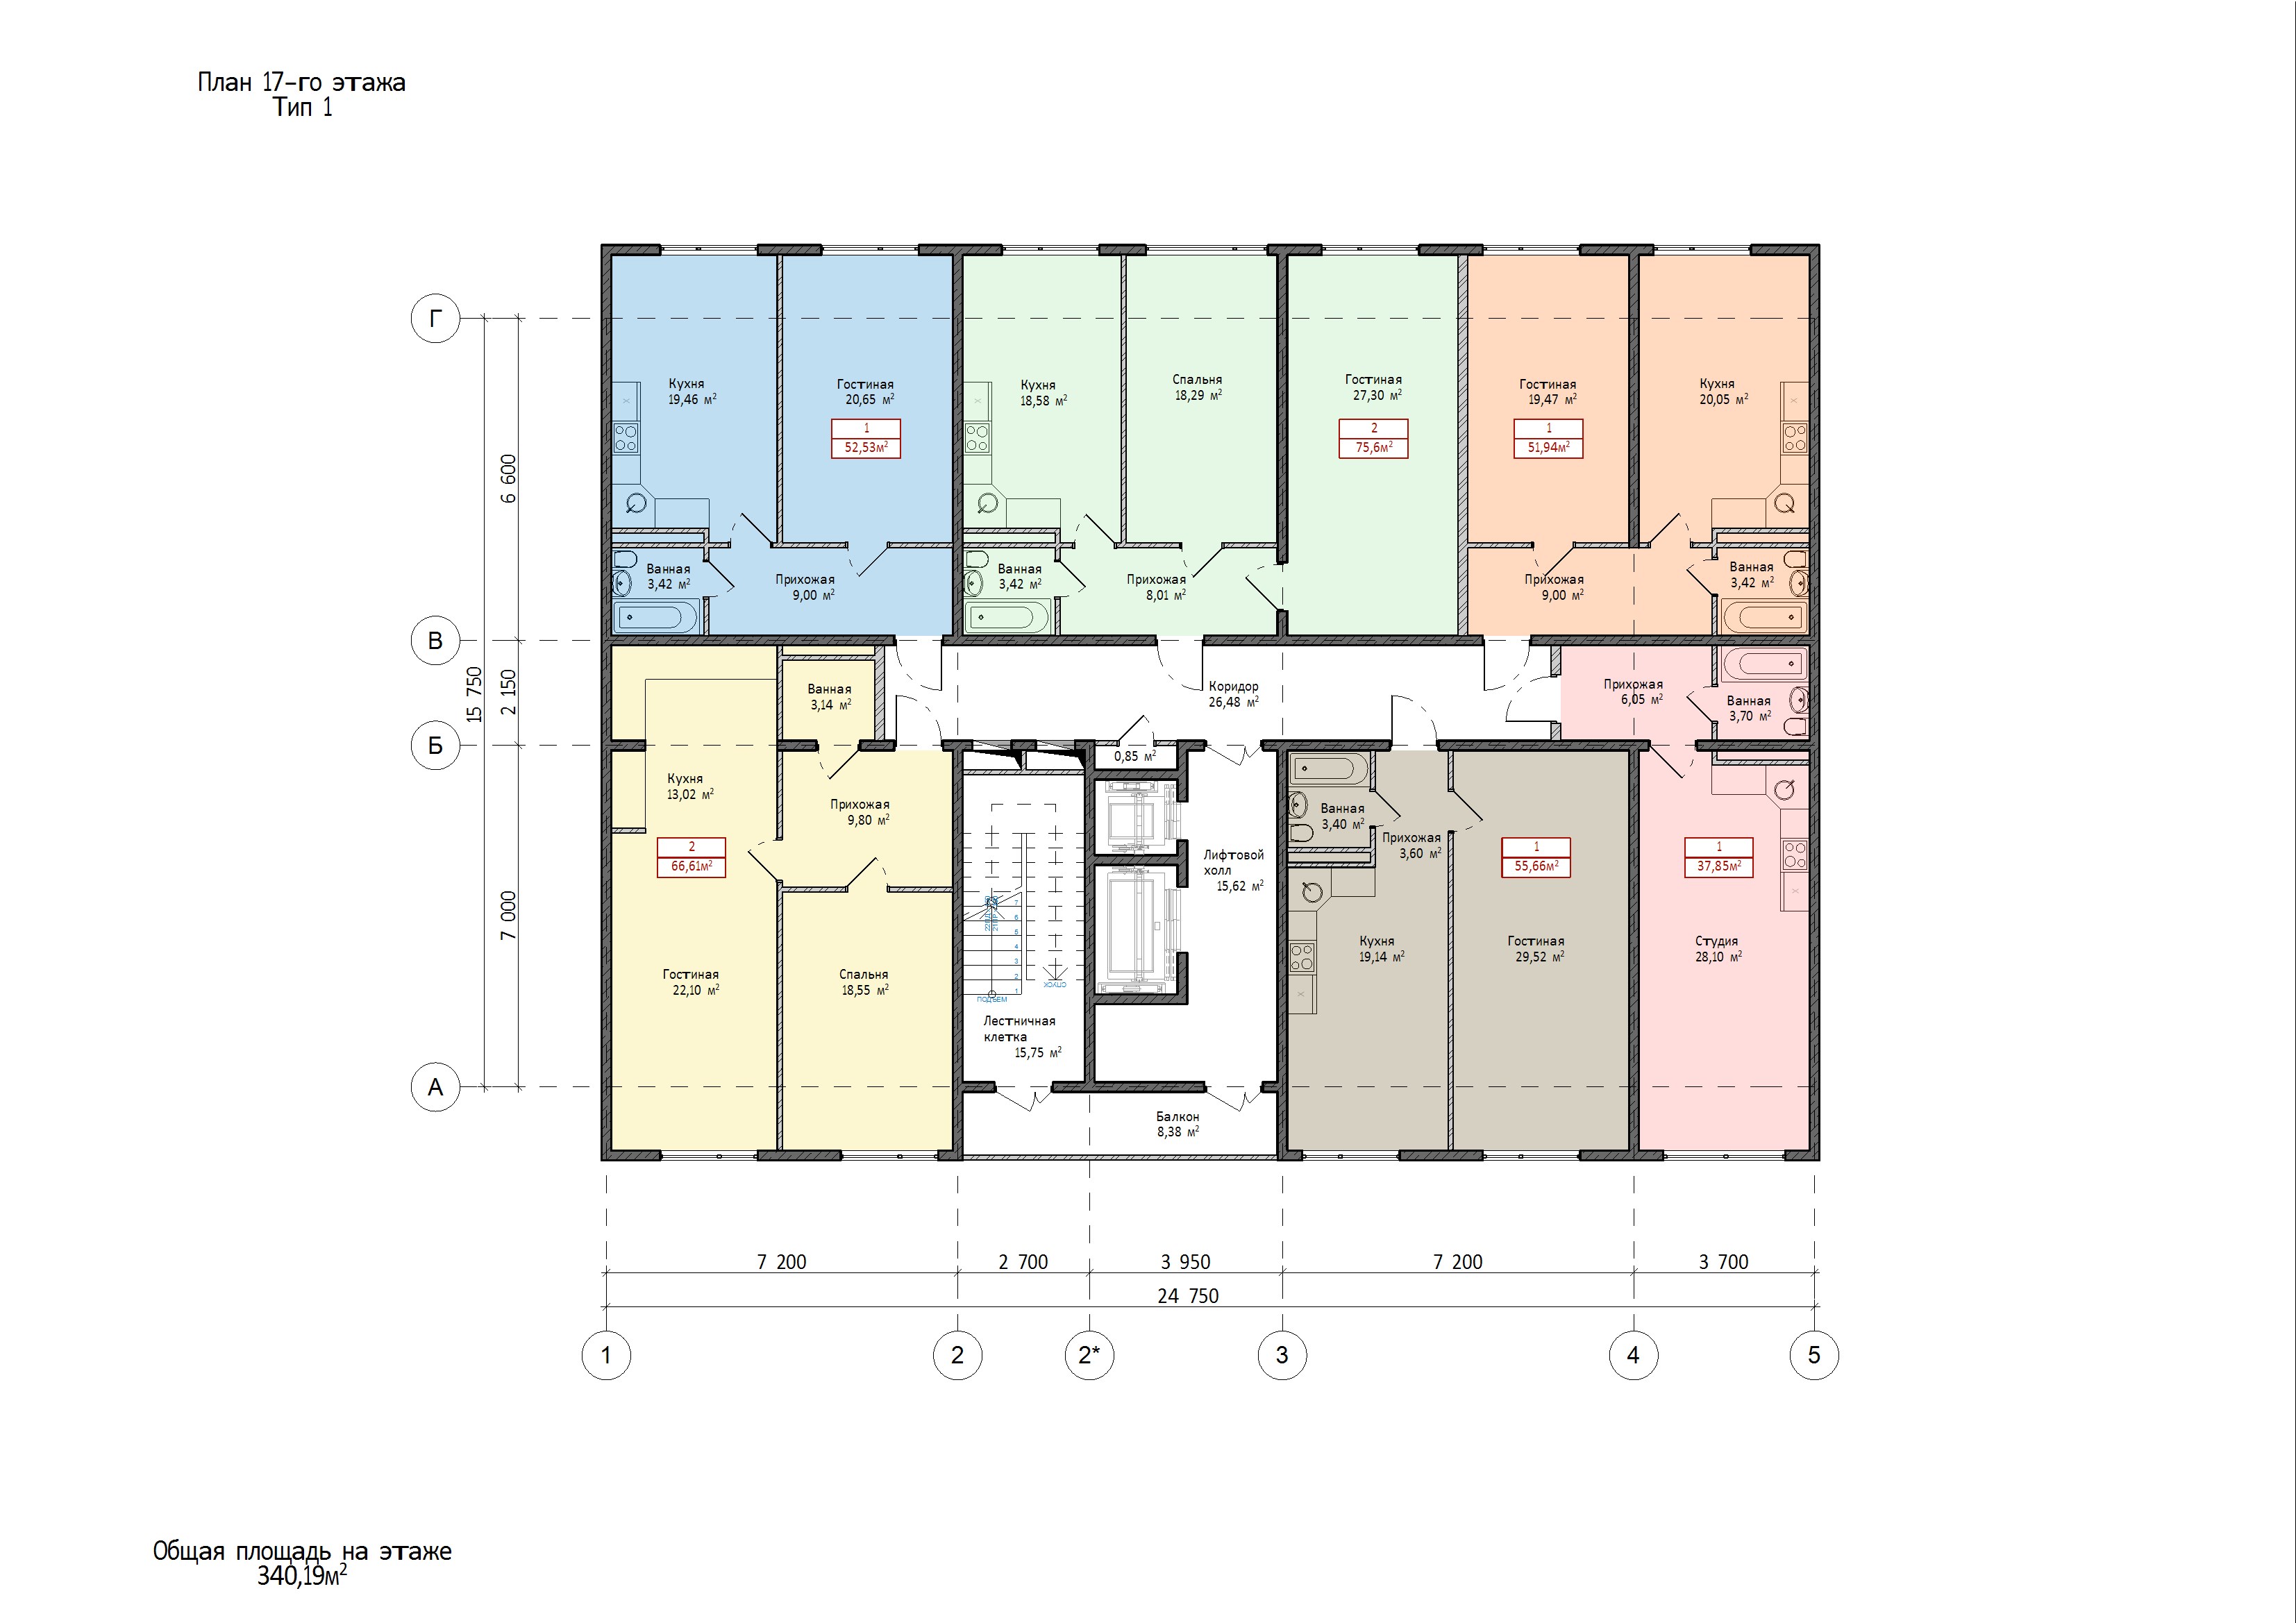 План 17-го этажа
Тип 1
Г
В
Б
А
15 750
6 600
2 150
7 000
Кухня
19,46 м²
Гостиная
20,65 м²
1
52,53м²
Ванная
3,42 м²
Прихожая
9,00 м²
Кухня
18,58 м²
Спальня
18,29 м²
Гостиная
27,30 м²
2
75,6м²
Ванная
3,42 м²
Прихожая
8,01 м²
Гостиная
19,47 м²
1
51,94м²
Кухня
20,05 м²
Прихожая
9,00 м²
Ванная
3,42 м²
Ванная
3,14 м²
Коридор
26,48 м²
Прихожая
6,05 м²
Ванная
3,70 м²
0,85 м²
Кухня
13,02 м²
Прихожая
9,80 м²
2
66,61м²
Гостиная
22,10 м²
Спальня
18,55 м²
7
6
5
4
3
2
1
ПОДЪЕМ
СПУСК
Лестничная
клетка
15,75 м²
Лифтовой
холл
15,62 м²
Балкон
8,38 м²
Ванная
3,40 м²
Прихожая
3,60 м²
1
55,66м²
Кухня
19,14 м²
Гостиная
29,52 м²
1
37,85м²
Студия
28,10 м²
7 200
2 700
3 950
7 200
3 700
24 750
1
2
2*
3
4
5
Общая площадь на этаже
340,19м²